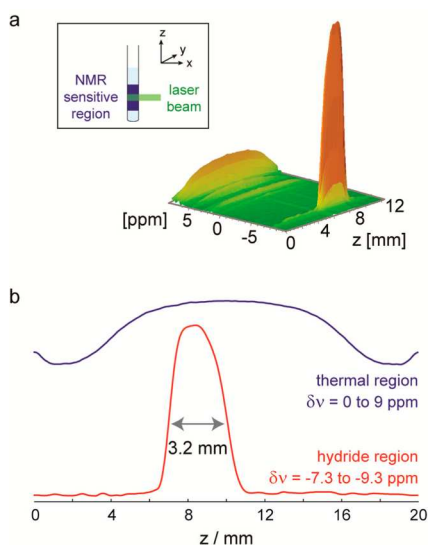 a
z
y
x
NMR
sensitive
region
laser
beam
[ppm] 5 0 -5 0 4 8 12
z [mm]
b
thermal region
δν = 0 to 9 ppm
3.2 mm
hydride region
δν = -7.3 to -9.3 ppm
0 4 8 12 16 20
z / mm